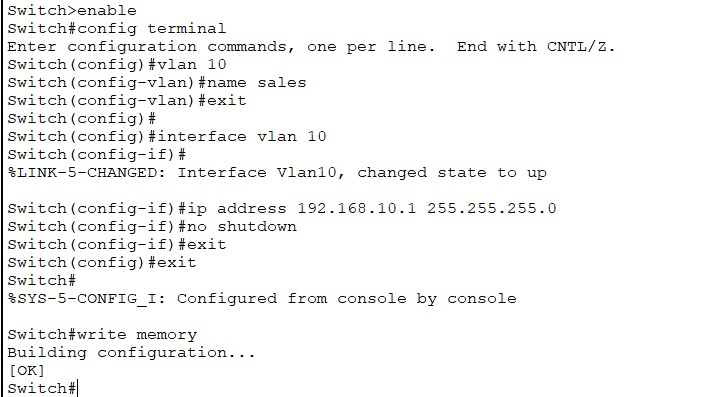 Switch>enable
Switch#config terminal
Enter configuration commands, one per line.  End with CNTL/Z.
Switch(config)#vlan 10
Switch(config-vlan)#name sales
Switch(config-vlan)#exit
Switch(config)#
Switch(config)#interface vlan 10
Switch(config-if)#
%LINK-5-CHANGED: Interface Vlan10, changed state to up
Switch(config-if)#ip address 192.168.10.1 255.255.255.0
Switch(config-if)#no shutdown
Switch(config-if)#exit
Switch(config)#exit
Switch#
%SYS-5-CONFIG_I: Configured from console by console
Switch#write memory
Building configuration...
[OK]
Switch#